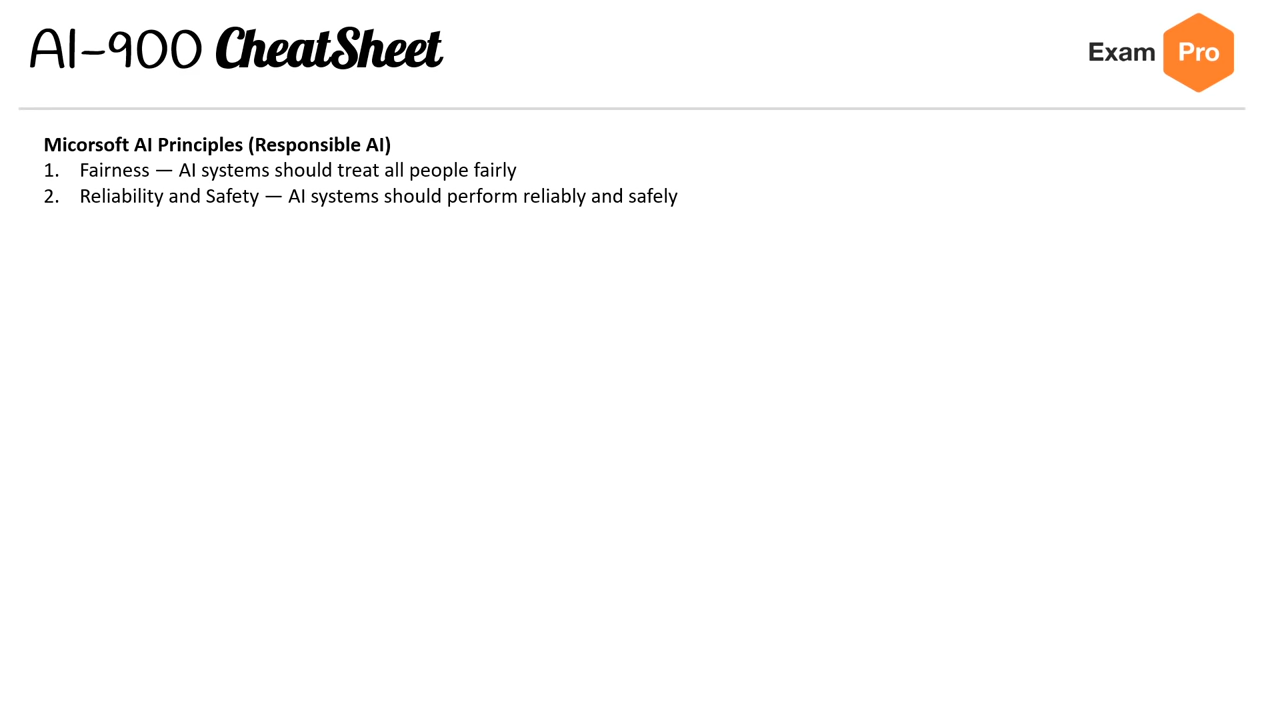 AI-900 CheatSheet
Exam Pro
Micorsoft AI Principles (Responsible AI)
1. Fairness — AI systems should treat all people fairly
2. Reliability and Safety — AI systems should perform reliably and safely